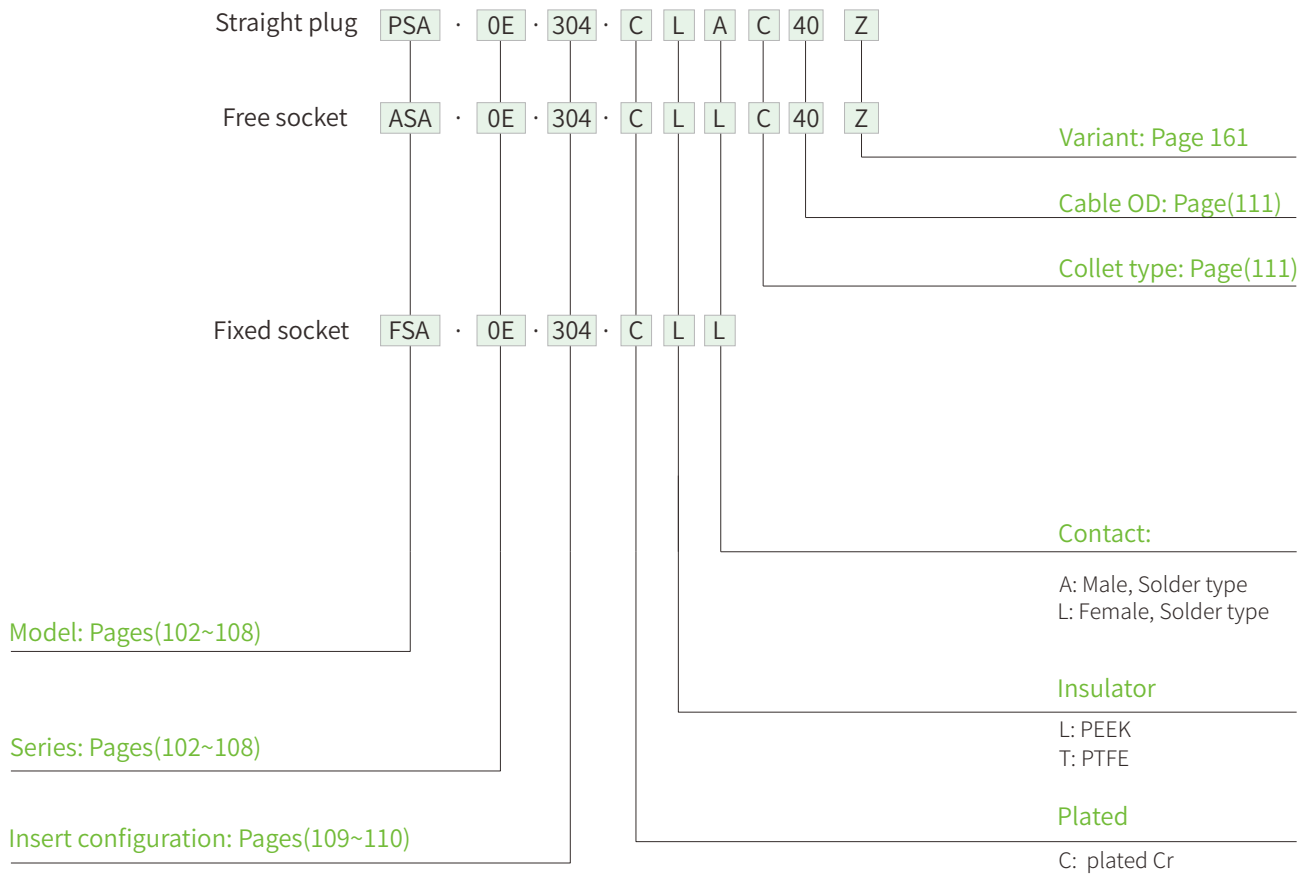 Straight plug PSA · 0E · 304 · C L A C 40 Z
Free socket ASA · 0E · 304 · C L L C 40 Z
Variant: Page 161
Cable OD: Page(111)
Collet type: Page(111)
Fixed socket FSA · 0E · 304 · C L L
Contact:
A: Male, Solder type
L: Female, Solder type
Model: Pages(102~108)
Insulator
L: PEEK
T: PTFE
Series: Pages(102~108)
Plated
C: plated Cr
Insert configuration: Pages(109~110)